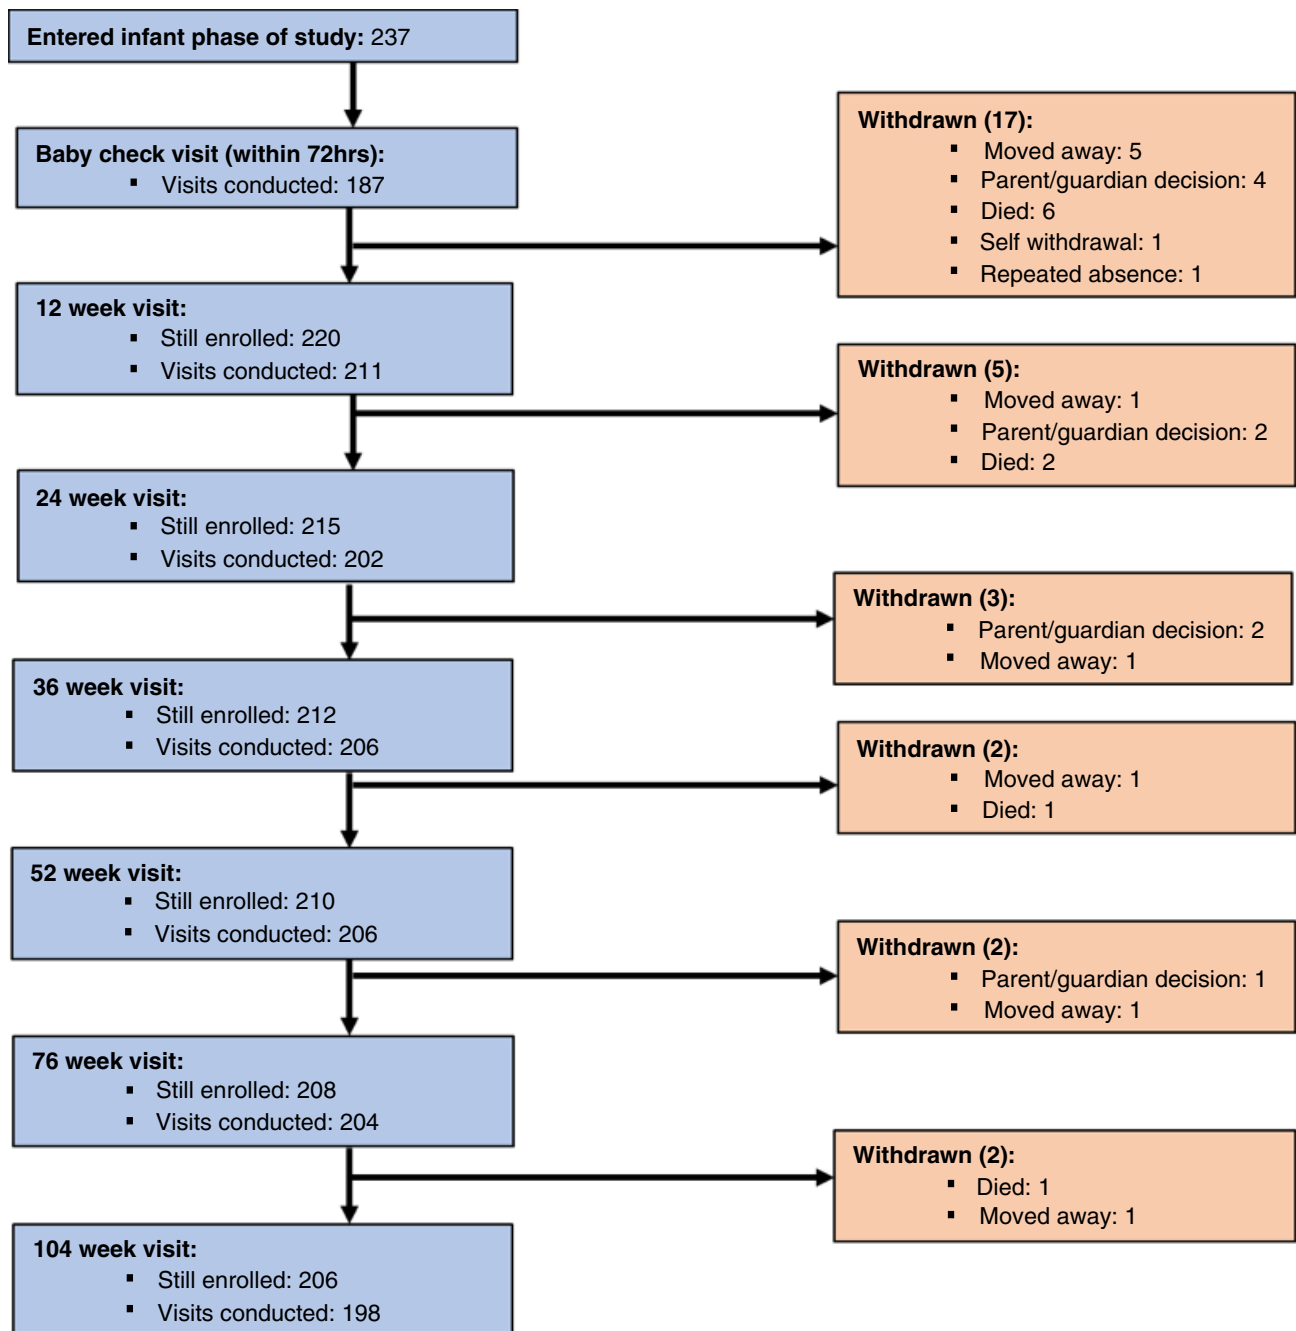 Entered infant phase of study: 237
Baby check visit (within 72hrs):
▪ Visits conducted: 187
Withdrawn (17):
▪ Moved away: 5
▪ Parent/guardian decision: 4
▪ Died: 6
▪ Self withdrawal: 1
▪ Repeated absence: 1
12 week visit:
▪ Still enrolled: 220
▪ Visits conducted: 211
Withdrawn (5):
▪ Moved away: 1
▪ Parent/guardian decision: 2
▪ Died: 2
24 week visit:
▪ Still enrolled: 215
▪ Visits conducted: 202
Withdrawn (3):
▪ Parent/guardian decision: 2
▪ Moved away: 1
36 week visit:
▪ Still enrolled: 212
▪ Visits conducted: 206
Withdrawn (2):
▪ Moved away: 1
▪ Died: 1
52 week visit:
▪ Still enrolled: 210
▪ Visits conducted: 206
Withdrawn (2):
▪ Parent/guardian decision: 1
▪ Moved away: 1
76 week visit:
▪ Still enrolled: 208
▪ Visits conducted: 204
Withdrawn (2):
▪ Died: 1
▪ Moved away: 1
104 week visit:
▪ Still enrolled: 206
▪ Visits conducted: 198